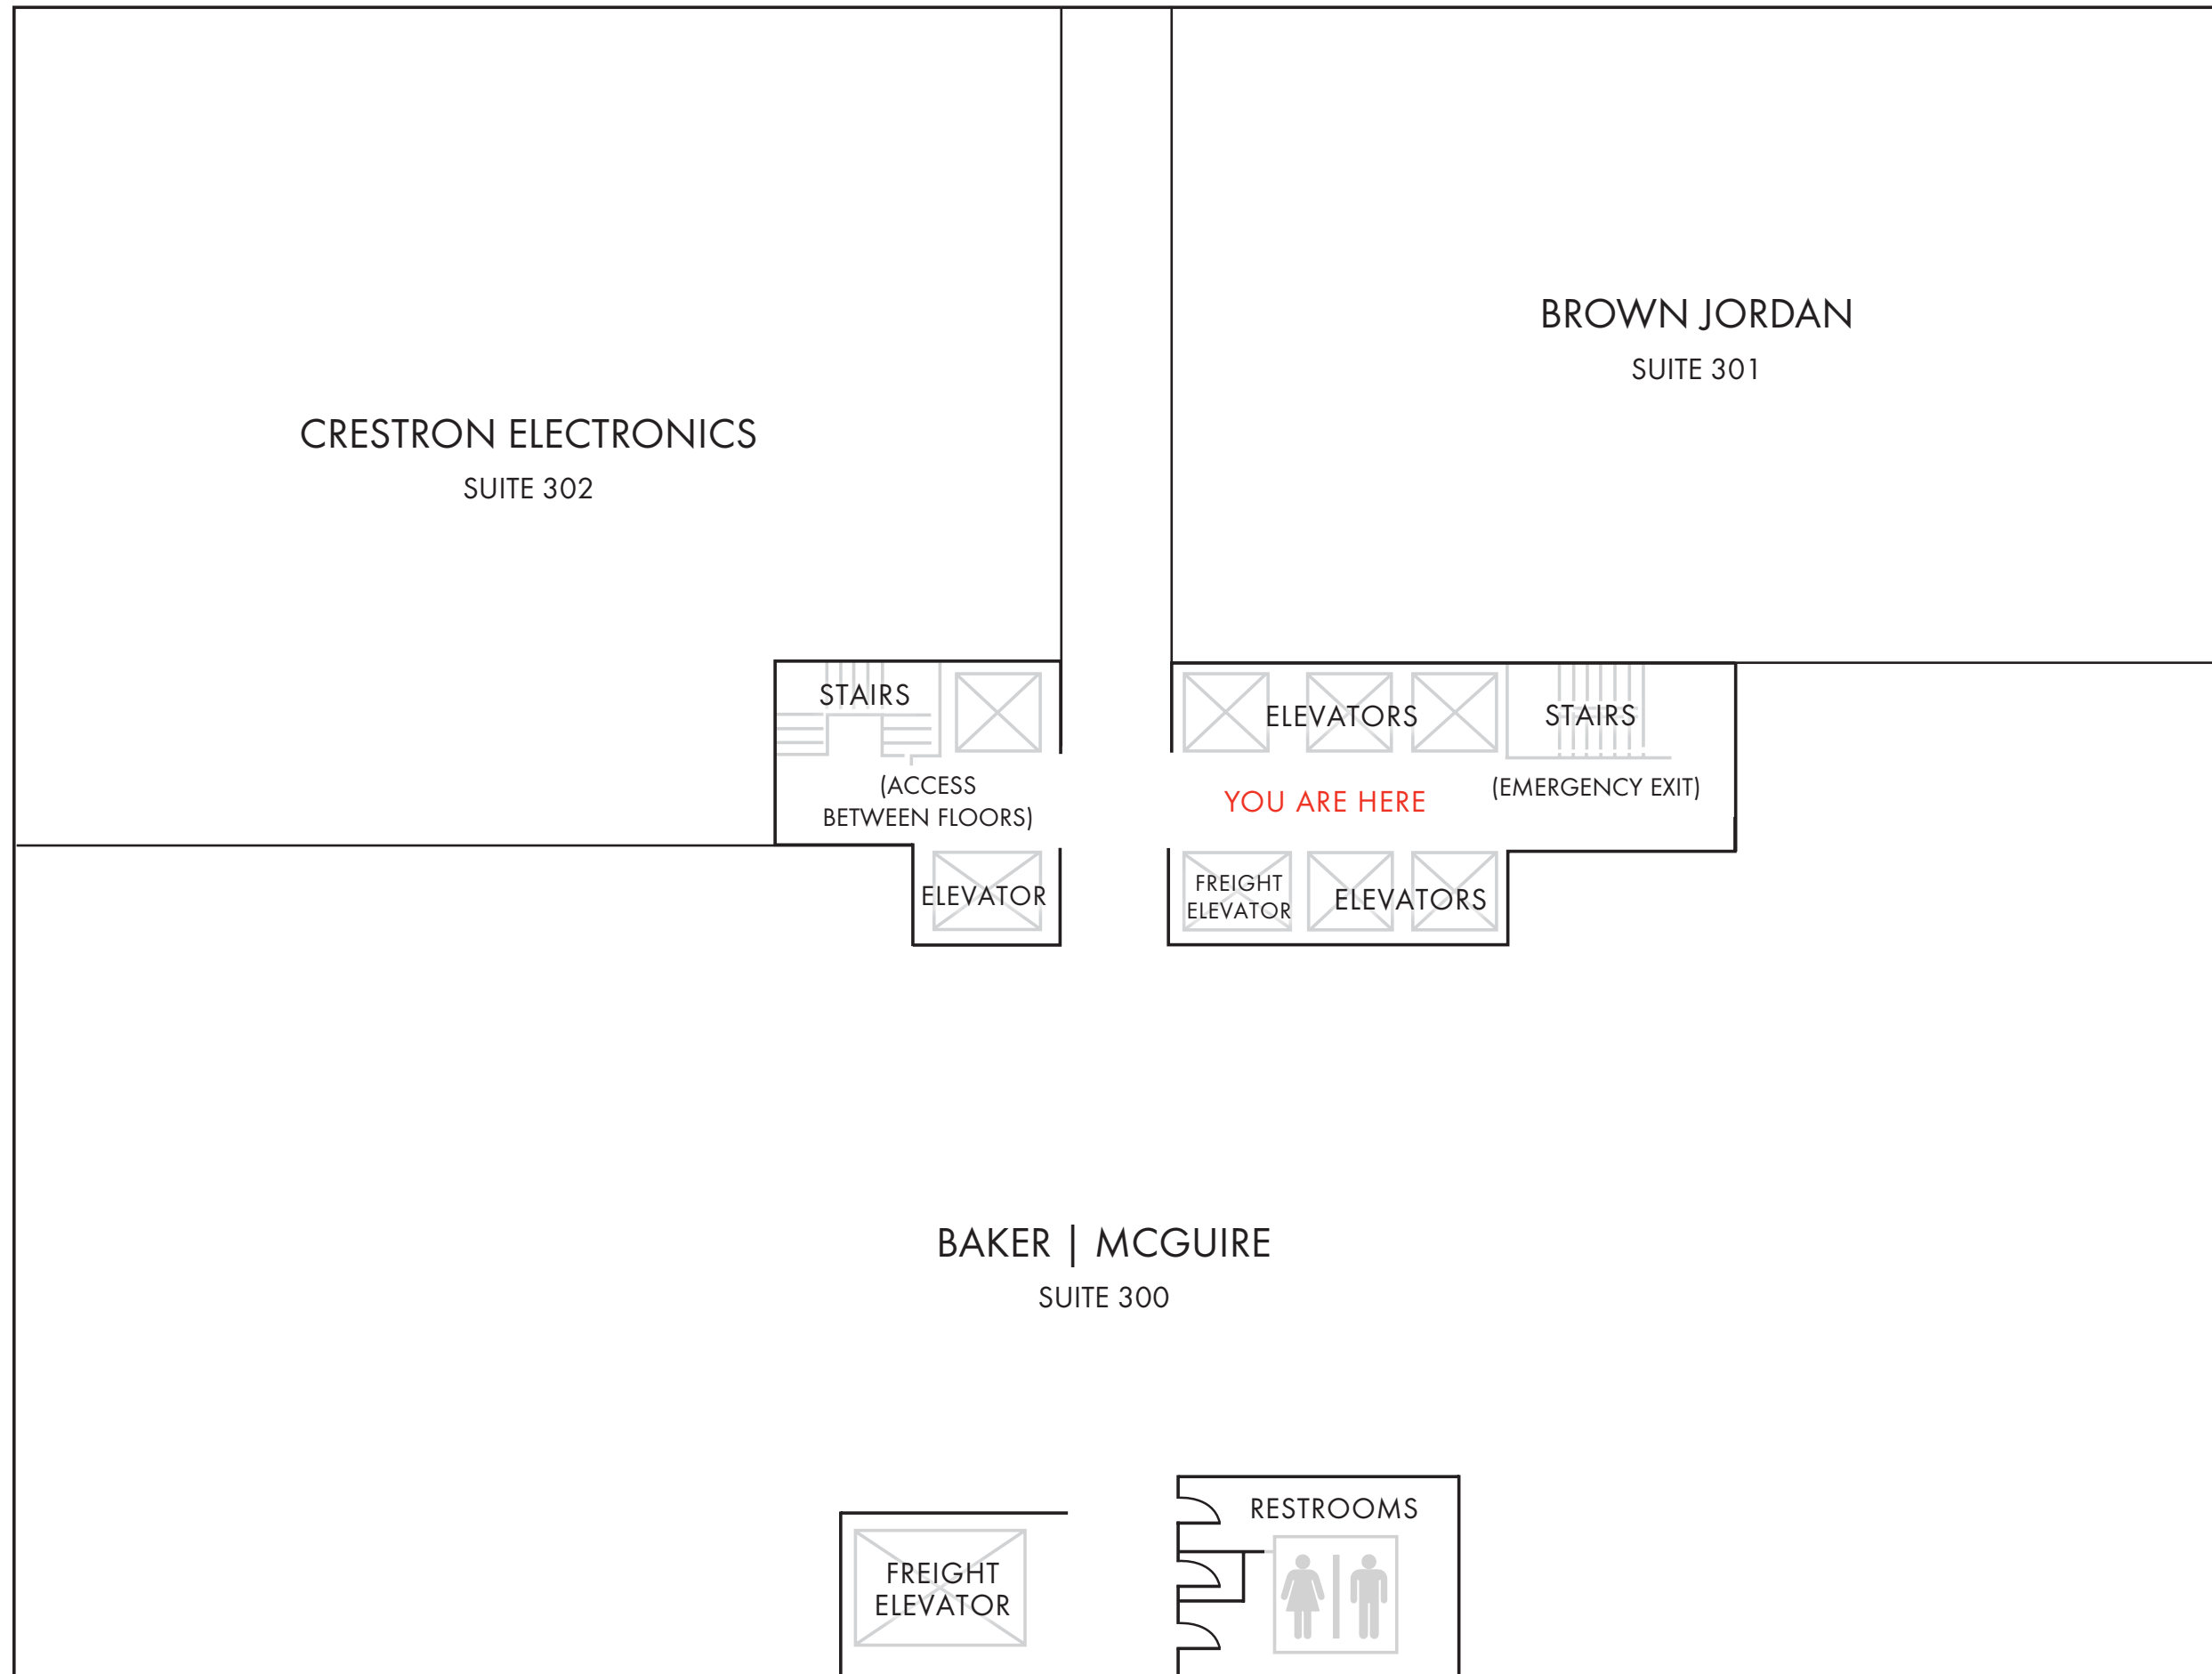 BROWN JORDAN
SUITE 301
CRESTRON ELECTRONICS
SUITE 302
STAIRS
ELEVATORS
STAIRS
(ACCESS
BETWEEN FLOORS)
YOU ARE HERE
(EMERGENCY EXIT)
ELEVATOR
FREIGHT
ELEVATOR
ELEVATORS
BAKER | MCGUIRE
SUITE 300
RESTROOMS
FREIGHT
ELEVATOR